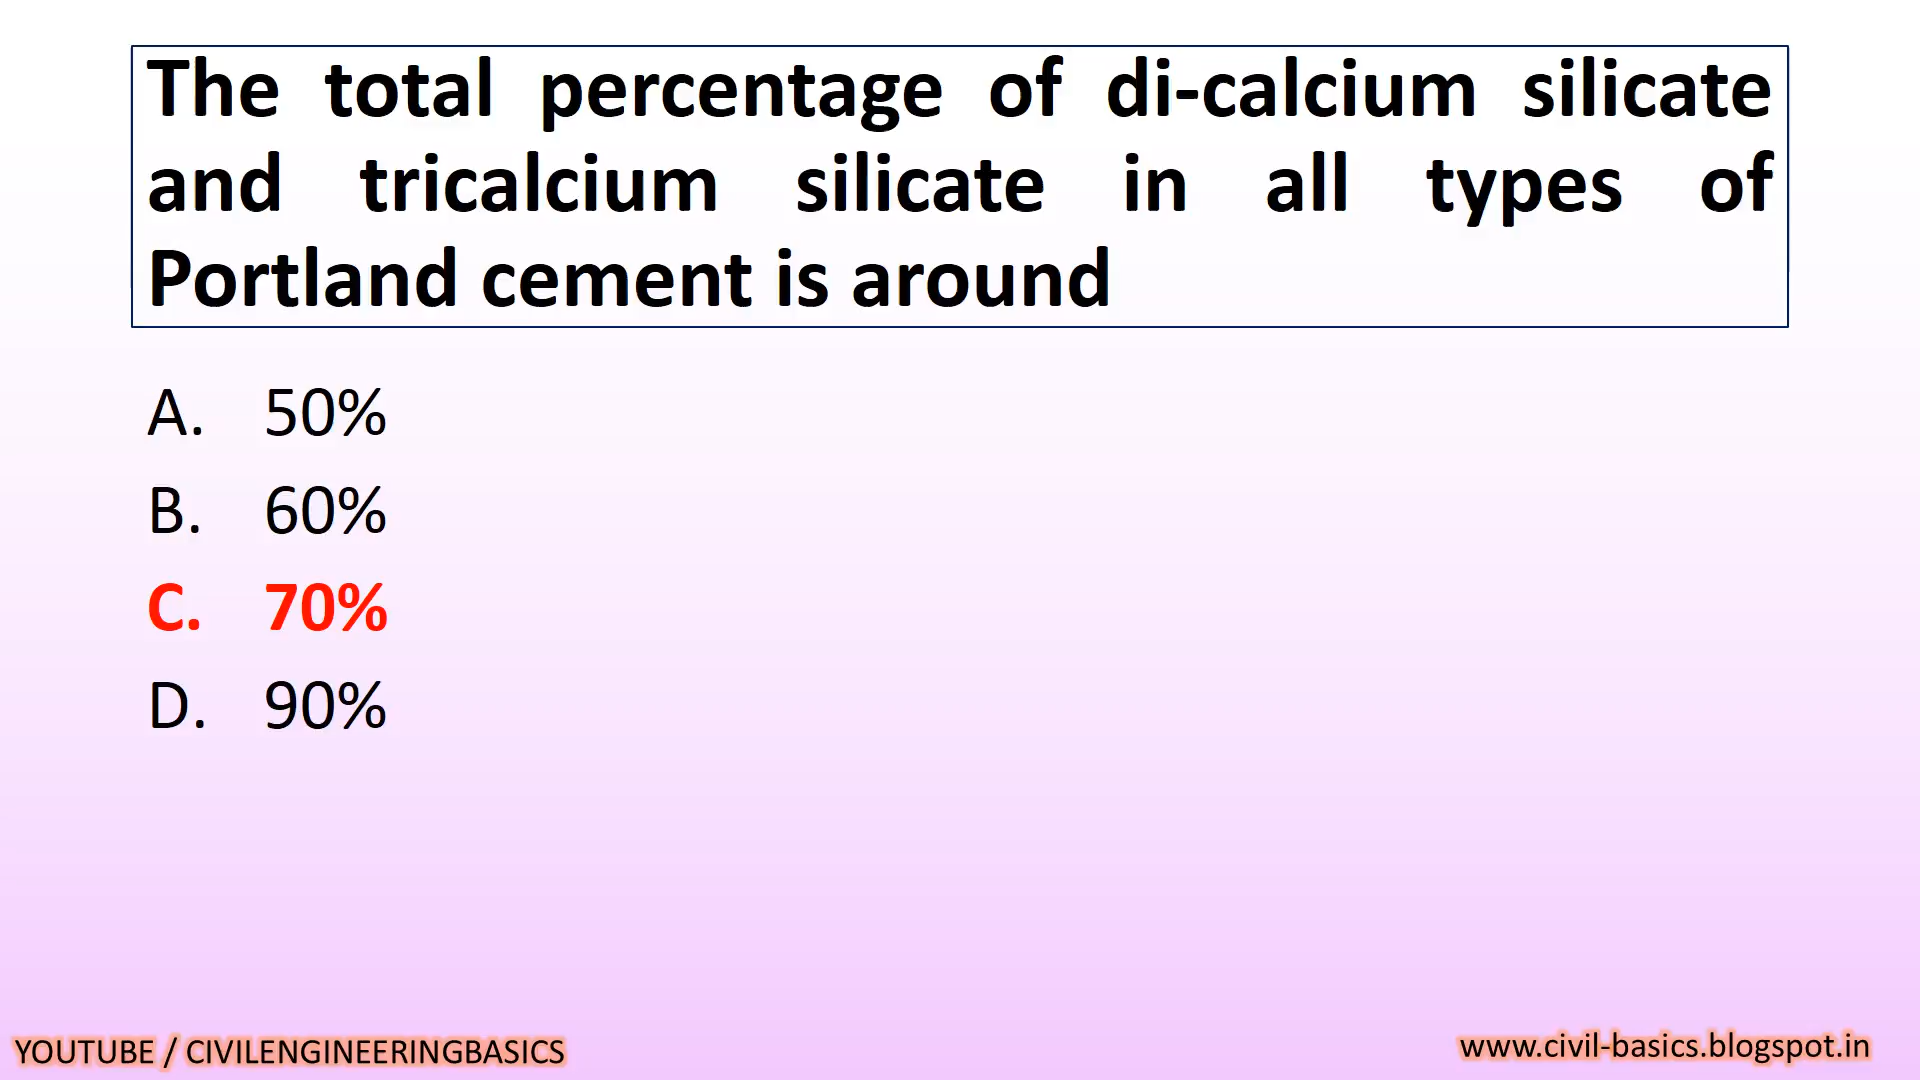 The total percentage of di-calcium silicate
and tricalcium silicate in all types of
Portland cement is around
A. 50%
B. 60%
C. 70%
D. 90%
YOUTUBE / CIVILENGINEERINGBASICS
www.civil-basics.blogspot.in